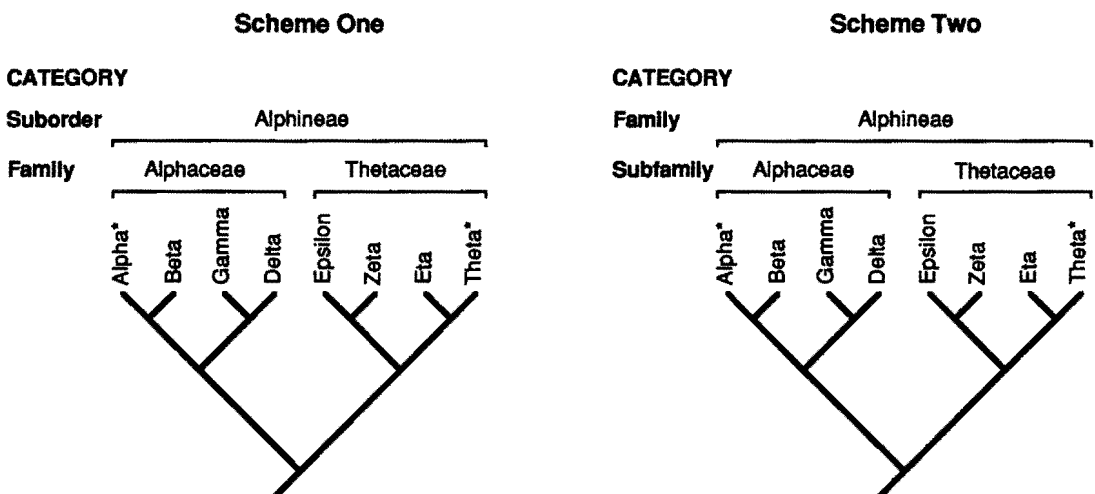 Scheme One
CATEGORY
Suborder Alphineae
Family Alphaceae Thetaceae
Alpha* Beta Gamma Delta Epsilon Zeta Eta Theta*
Scheme Two
CATEGORY
Family Alphineae
Subfamily Alphaceae Thetaceae
Alpha* Beta Gamma Delta Epsilon Zeta Eta Theta*